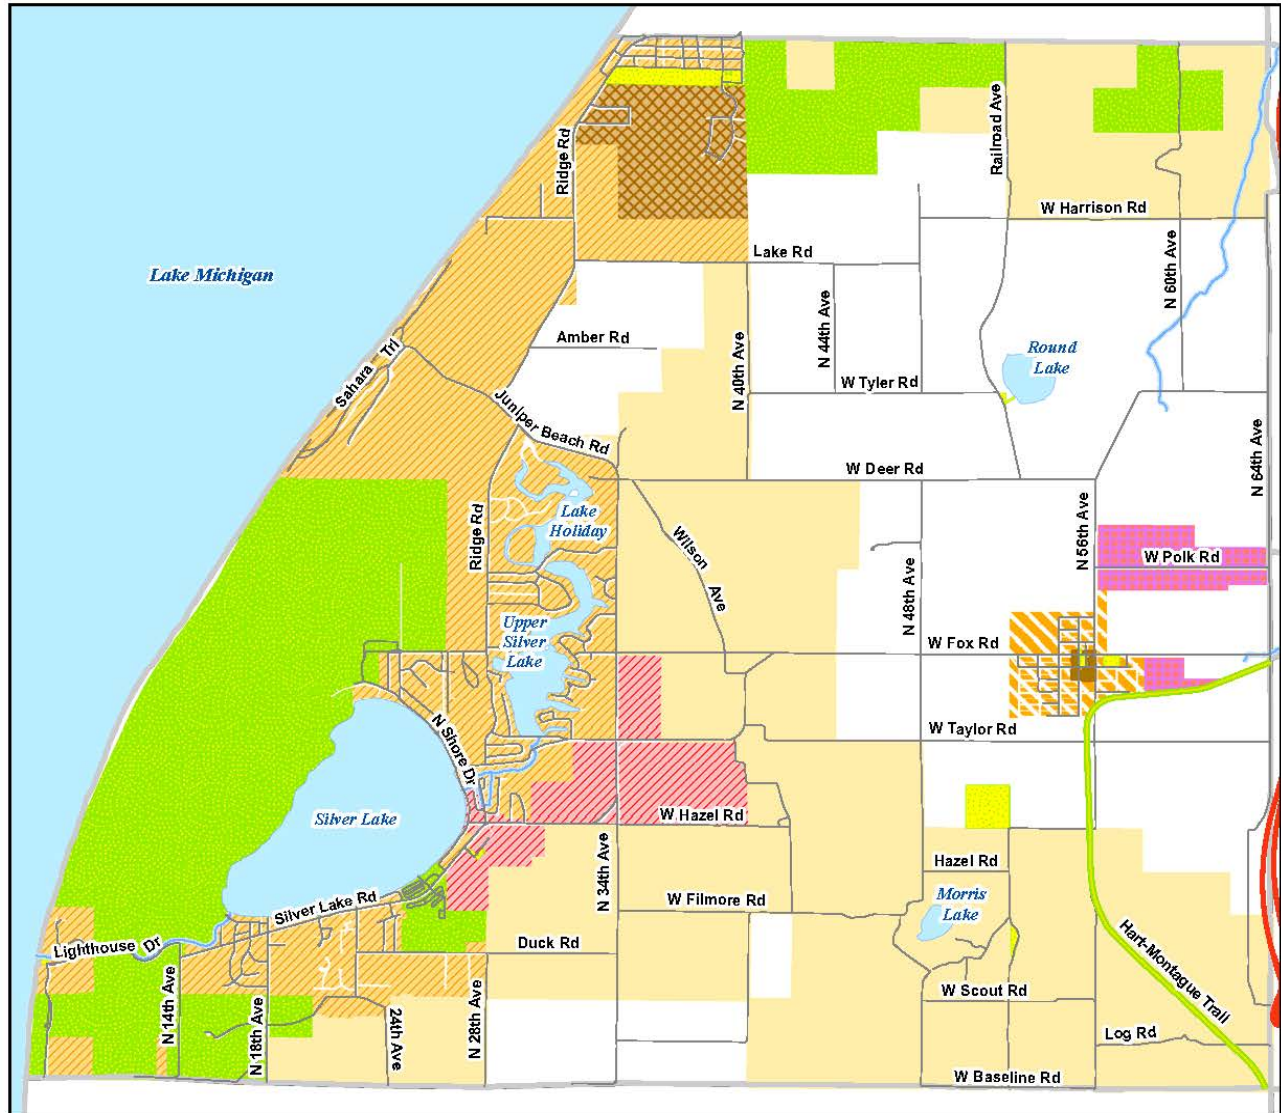 Ridge Rd
Railroad Ave
W Harrison Rd
Lake Rd
N 60th Ave
Lake Michigan
N 44th Ave
Amber Rd
N 40th Ave
Round
Lake
Sahara Trl
W Tyler Rd
Juniper Beach Rd
W Deer Rd
N 64th Ave
Ridge Rd
Lake
Holiday
Wilson Ave
N 56th Ave
W Polk Rd
N 48th Ave
Upper
Silver
Lake
W Fox Rd
N Shore Dr
W Taylor Rd
Silver Lake
W Hazel Rd
N 34th Ave
Hazel Rd
Silver Lake Rd
W Filmore Rd
Morris
Lake
Lighthouse Dr
Duck Rd
Hart-Montague Trail
N 14th Ave
N 18th Ave
24th Ave
N 28th Ave
W Scout Rd
Log Rd
W Baseline Rd